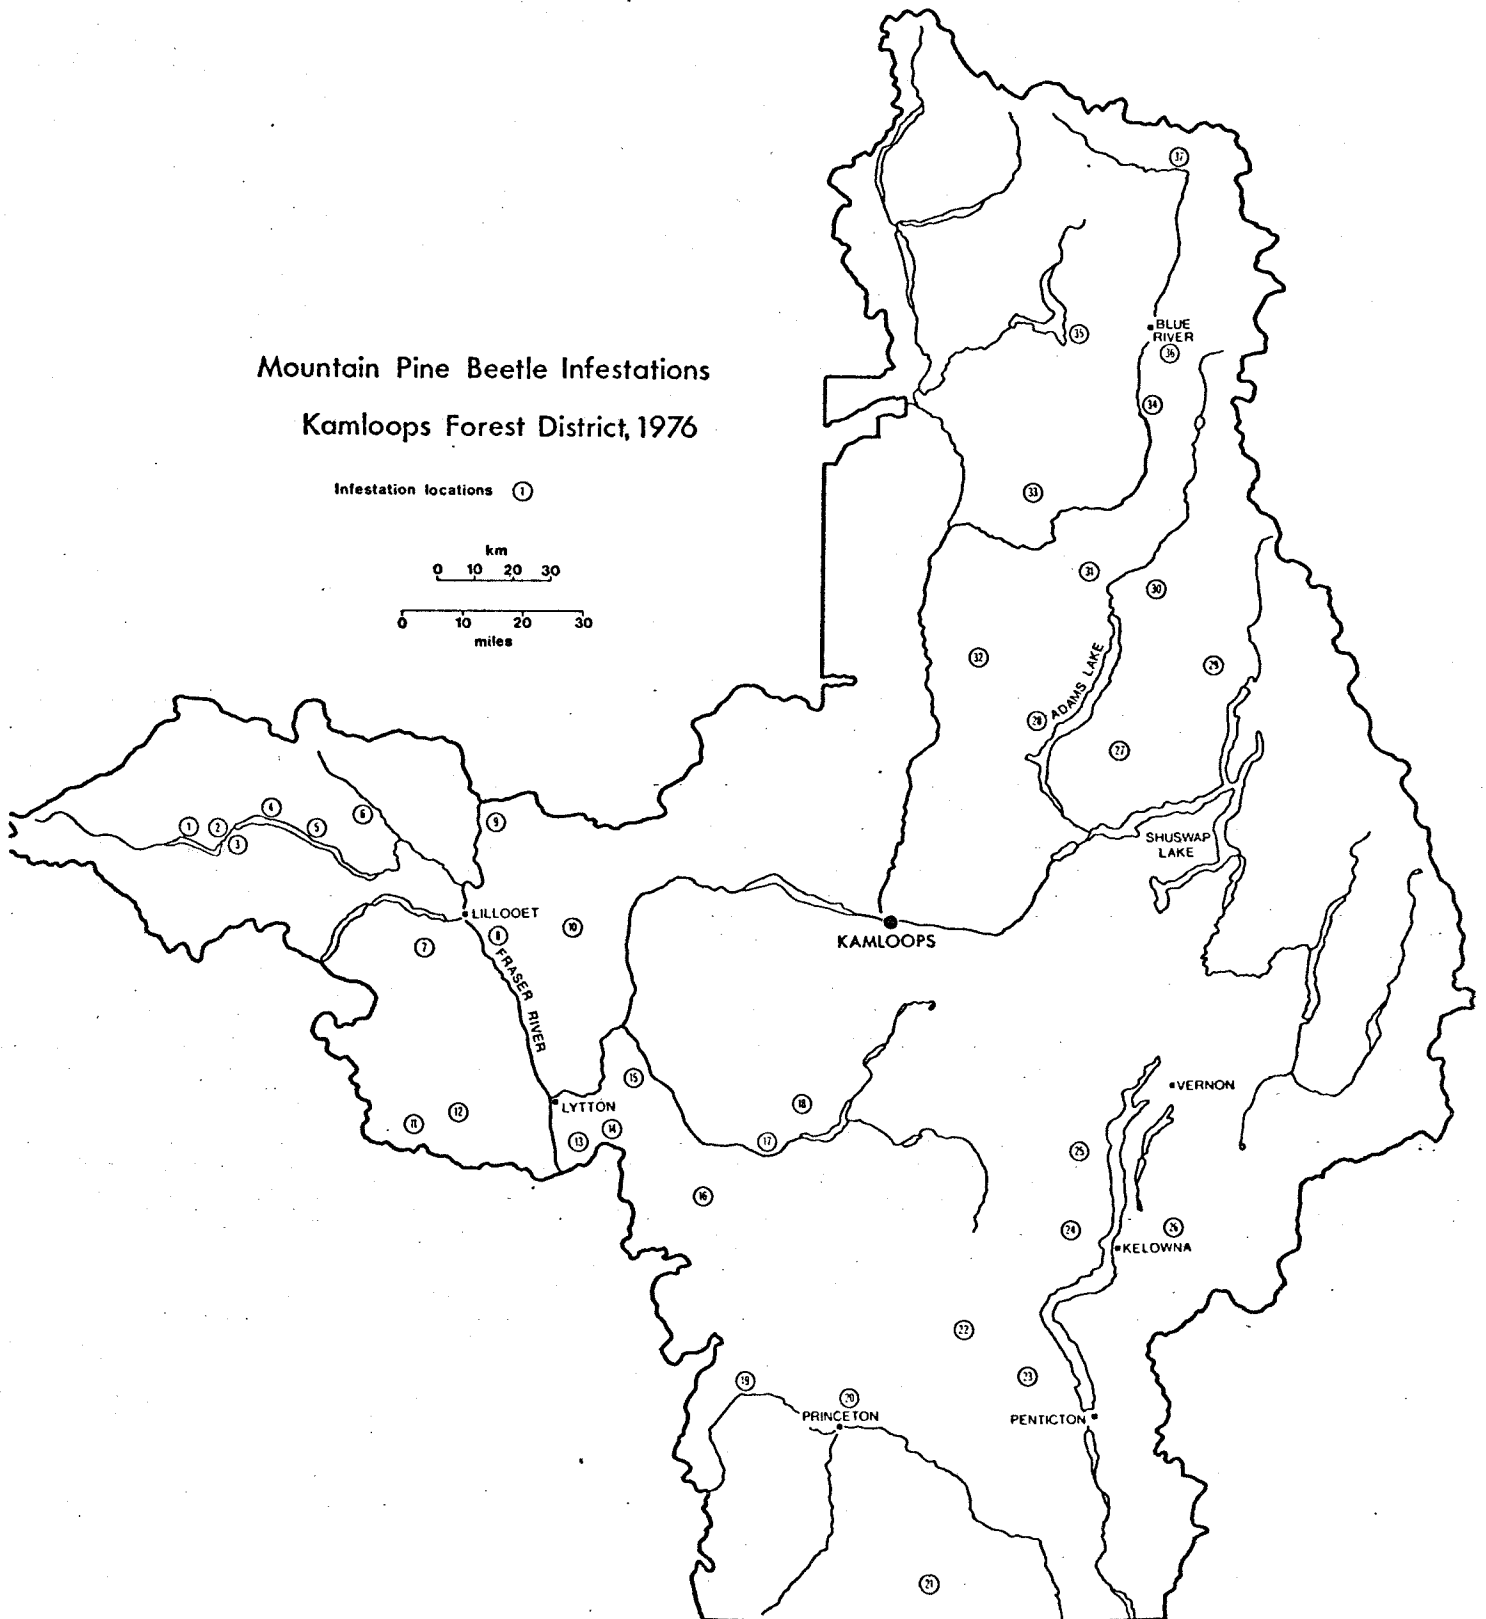 Mountain Pine Beetle Infestations
Kamloops Forest District, 1976
Infestation locations 1
km
0 10 20 30
0 10 20 30
miles
37
BLUE
RIVER
35
36
34
33
31
30
32
29
ADAMS LAKE
28
27
4
6
9
1
2
5
3
SHUSWAP
LAKE
LILLOOET
8
10
7
KAMLOOPS
FRASER RIVER
15
VERNON
18
LYTTON
12
11
14
13
17
25
16
24
26
KELOWNA
22
23
19
20
PRINCETON
PENTICTON
21